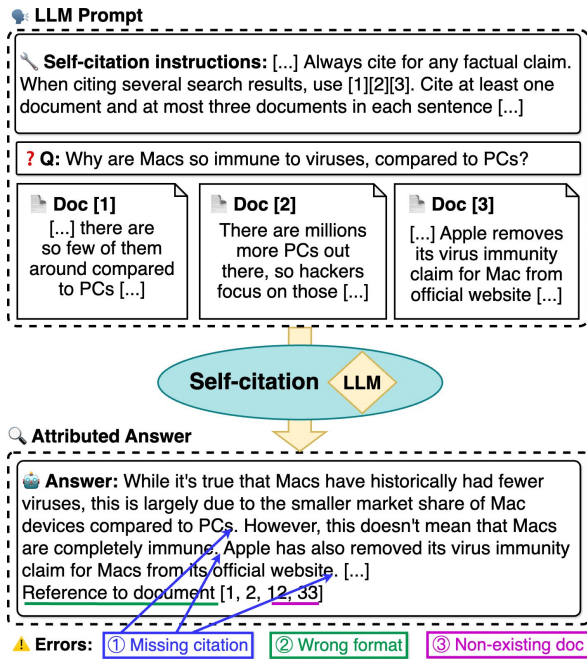 LLM Prompt
Self-citation instructions: [...] Always cite for any factual claim.
When citing several search results, use [1][2][3]. Cite at least one
document and at most three documents in each sentence [...]
? Q: Why are Macs so immune to viruses, compared to PCs?
Doc [1]
[...] there are
so few of them
around compared
to PCs [...]
Doc [2]
There are millions
more PCs out
there, so hackers
focus on those [...]
Doc [3]
[...] Apple removes
its virus immunity
claim for Mac from
official website [...]
Self-citation
LLM
Attributed Answer
Answer: While it's true that Macs have historically had fewer
viruses, this is largely due to the smaller market share of Mac
devices compared to PCs. However, this doesn't mean that Macs
are completely immune. Apple has also removed its virus immunity
claim for Macs from its official website. [...]
Reference to document [1, 2, 12, 33]
Errors: ① Missing citation ② Wrong format ③ Non-existing doc